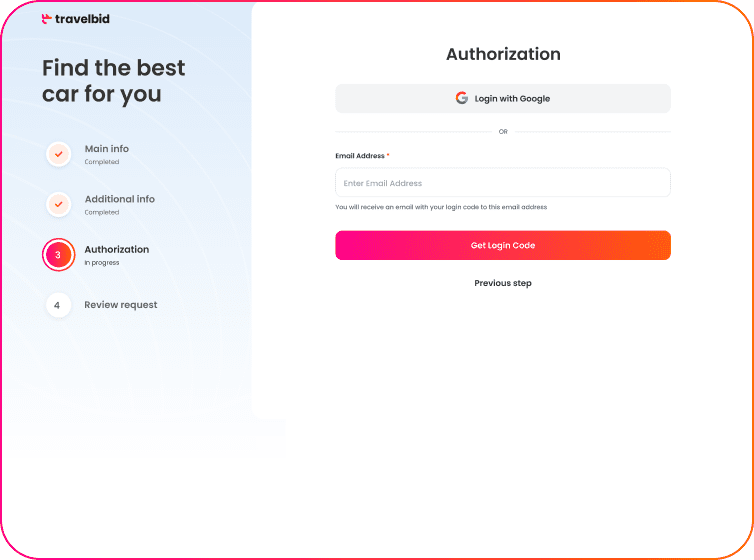 travelbid
Find the best
car for you
Main info
Completed
Additional info
Completed
3
Authorization
In progress
4
Review request
Authorization
Login with Google
OR
Email Address *
Enter Email Address
You will receive an email with your login code to this email address
Get Login Code
Previous step